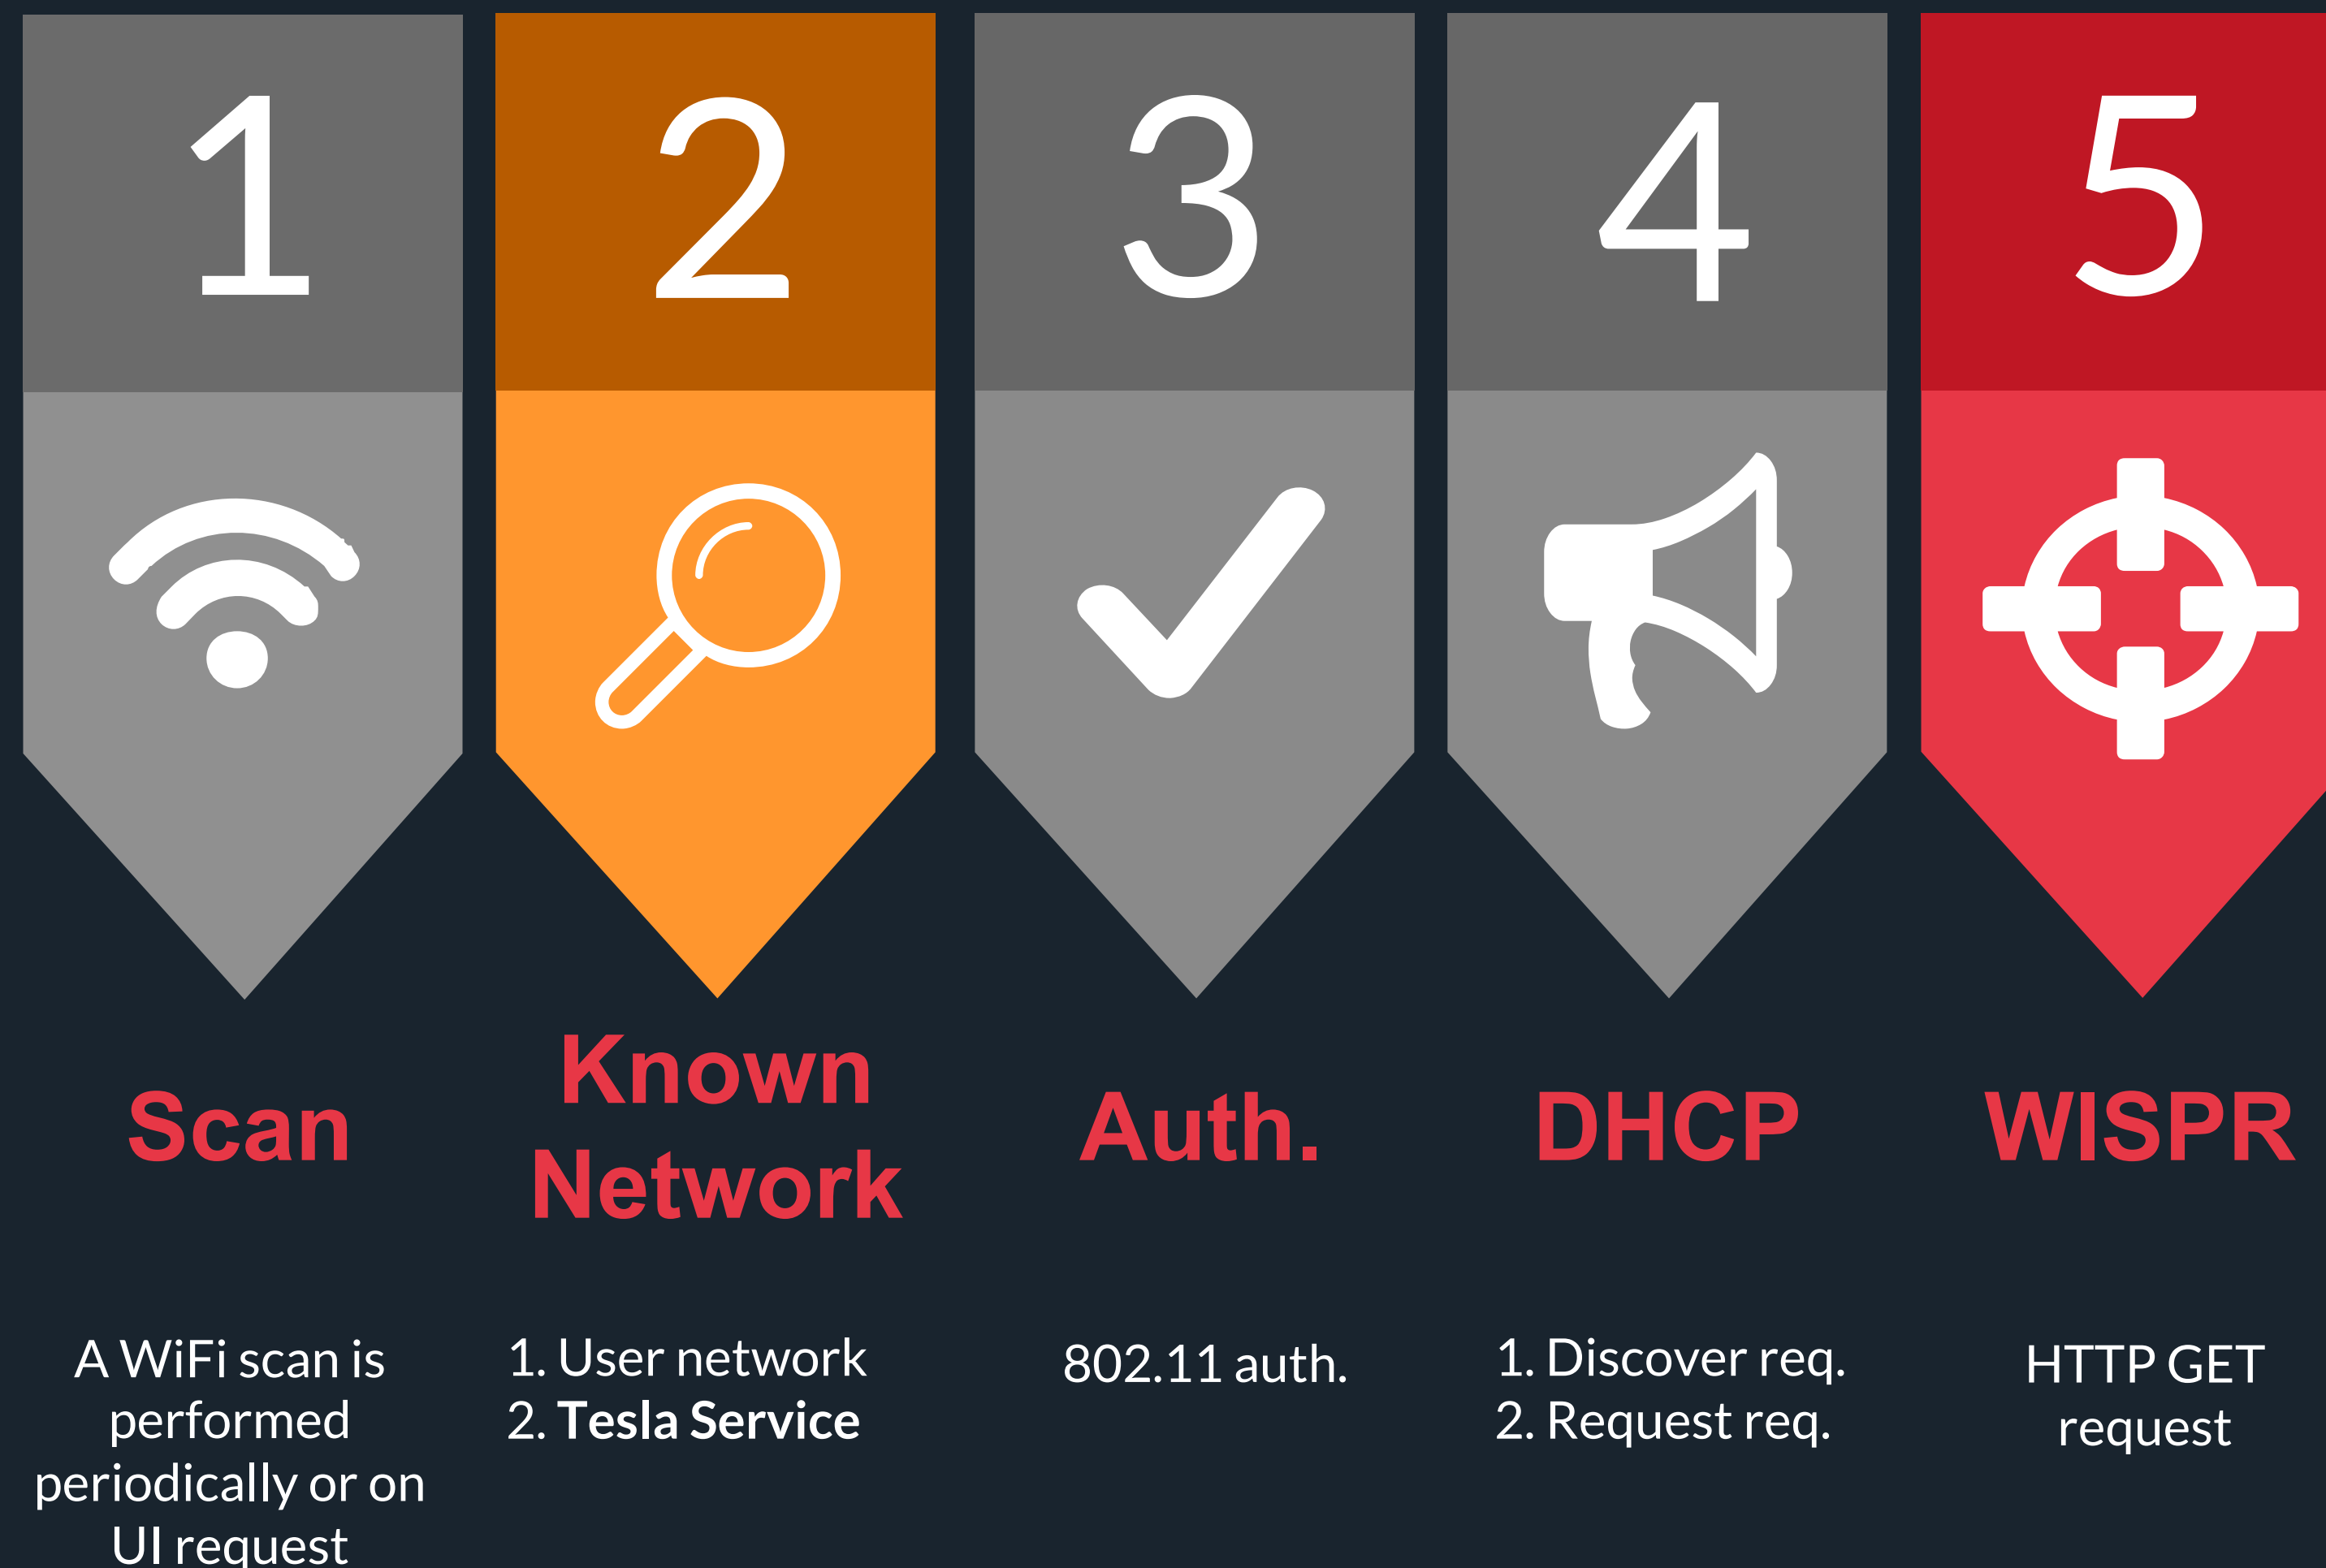 1
2
3
4
5
Scan
Known
Network
Auth.
DHCP
WISPR
A WiFi scan is
performed
periodically or on
UI request
1. User network
2. Tesla Service
802.11 auth.
1. Discover req.
2. Request req.
HTTP GET
request